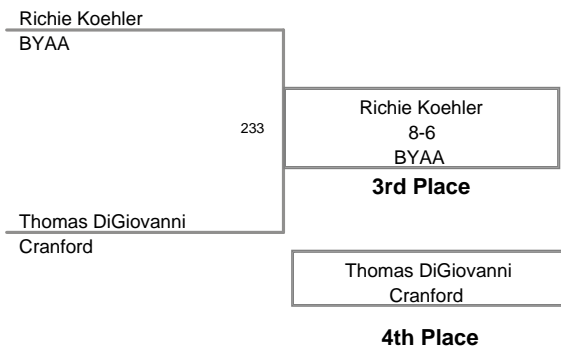 Richie Koehler
BYAA
233
Richie Koehler
8-6
BYAA
3rd Place
Thomas DiGiovanni
Cranford
Thomas DiGiovanni
Cranford
4th Place